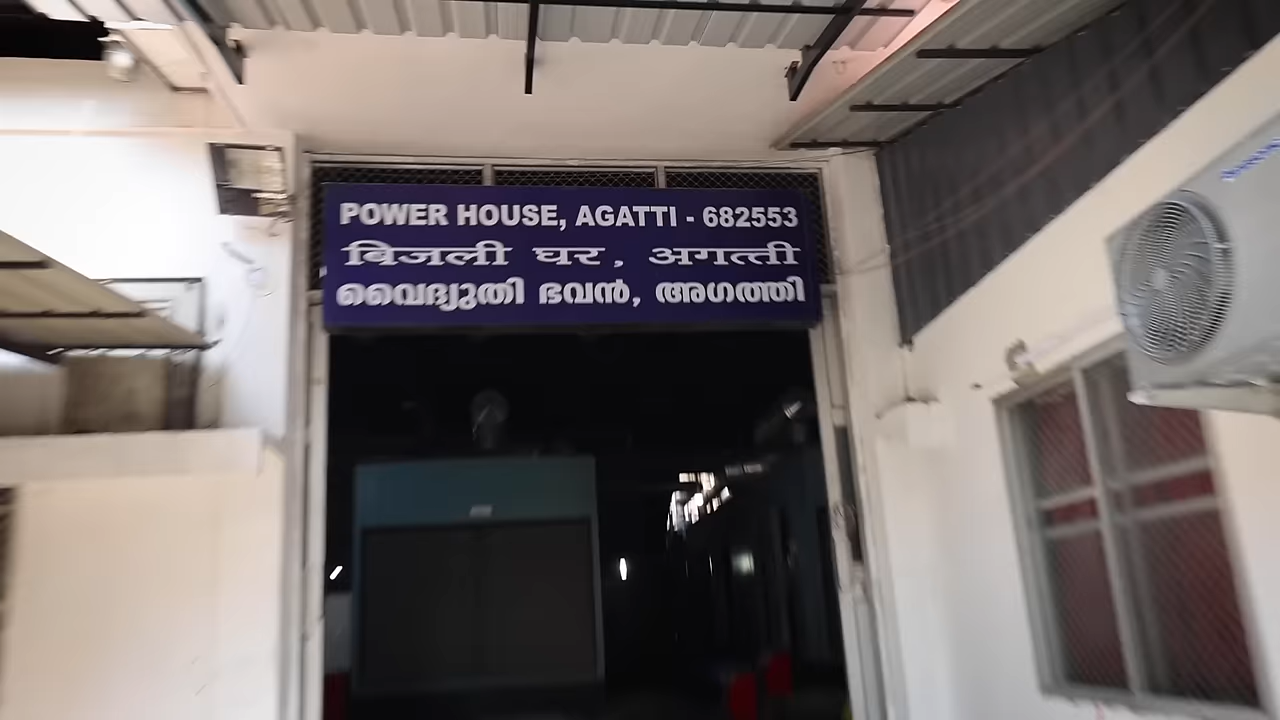 POWER HOUSE, AGATTI - 682553
बिजली घर, अगत्ती
വൈദ്യുതി ഭവൻ, അഗത്തി